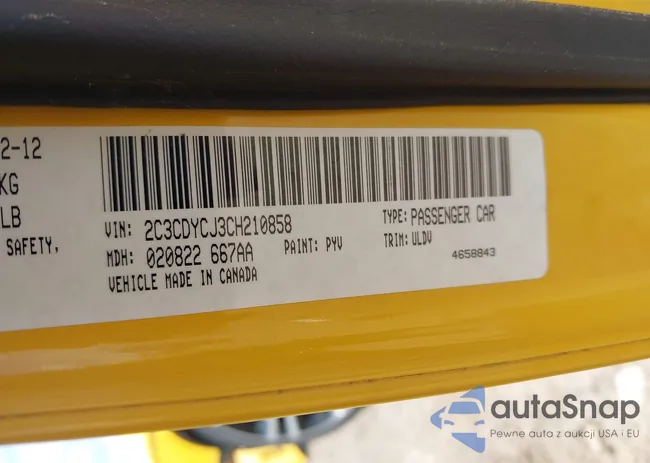 2-12
KG
LB
SAFETY,
VIN: 2C3CDYCJ3CH210858
TYPE: PASSENGER CAR
MDH: 020822 667AA
PAINT: PYV
TRIM: ULDV
VEHICLE MADE IN CANADA
4658843
autaSnap
Pewne auta z aukcji USA i EU